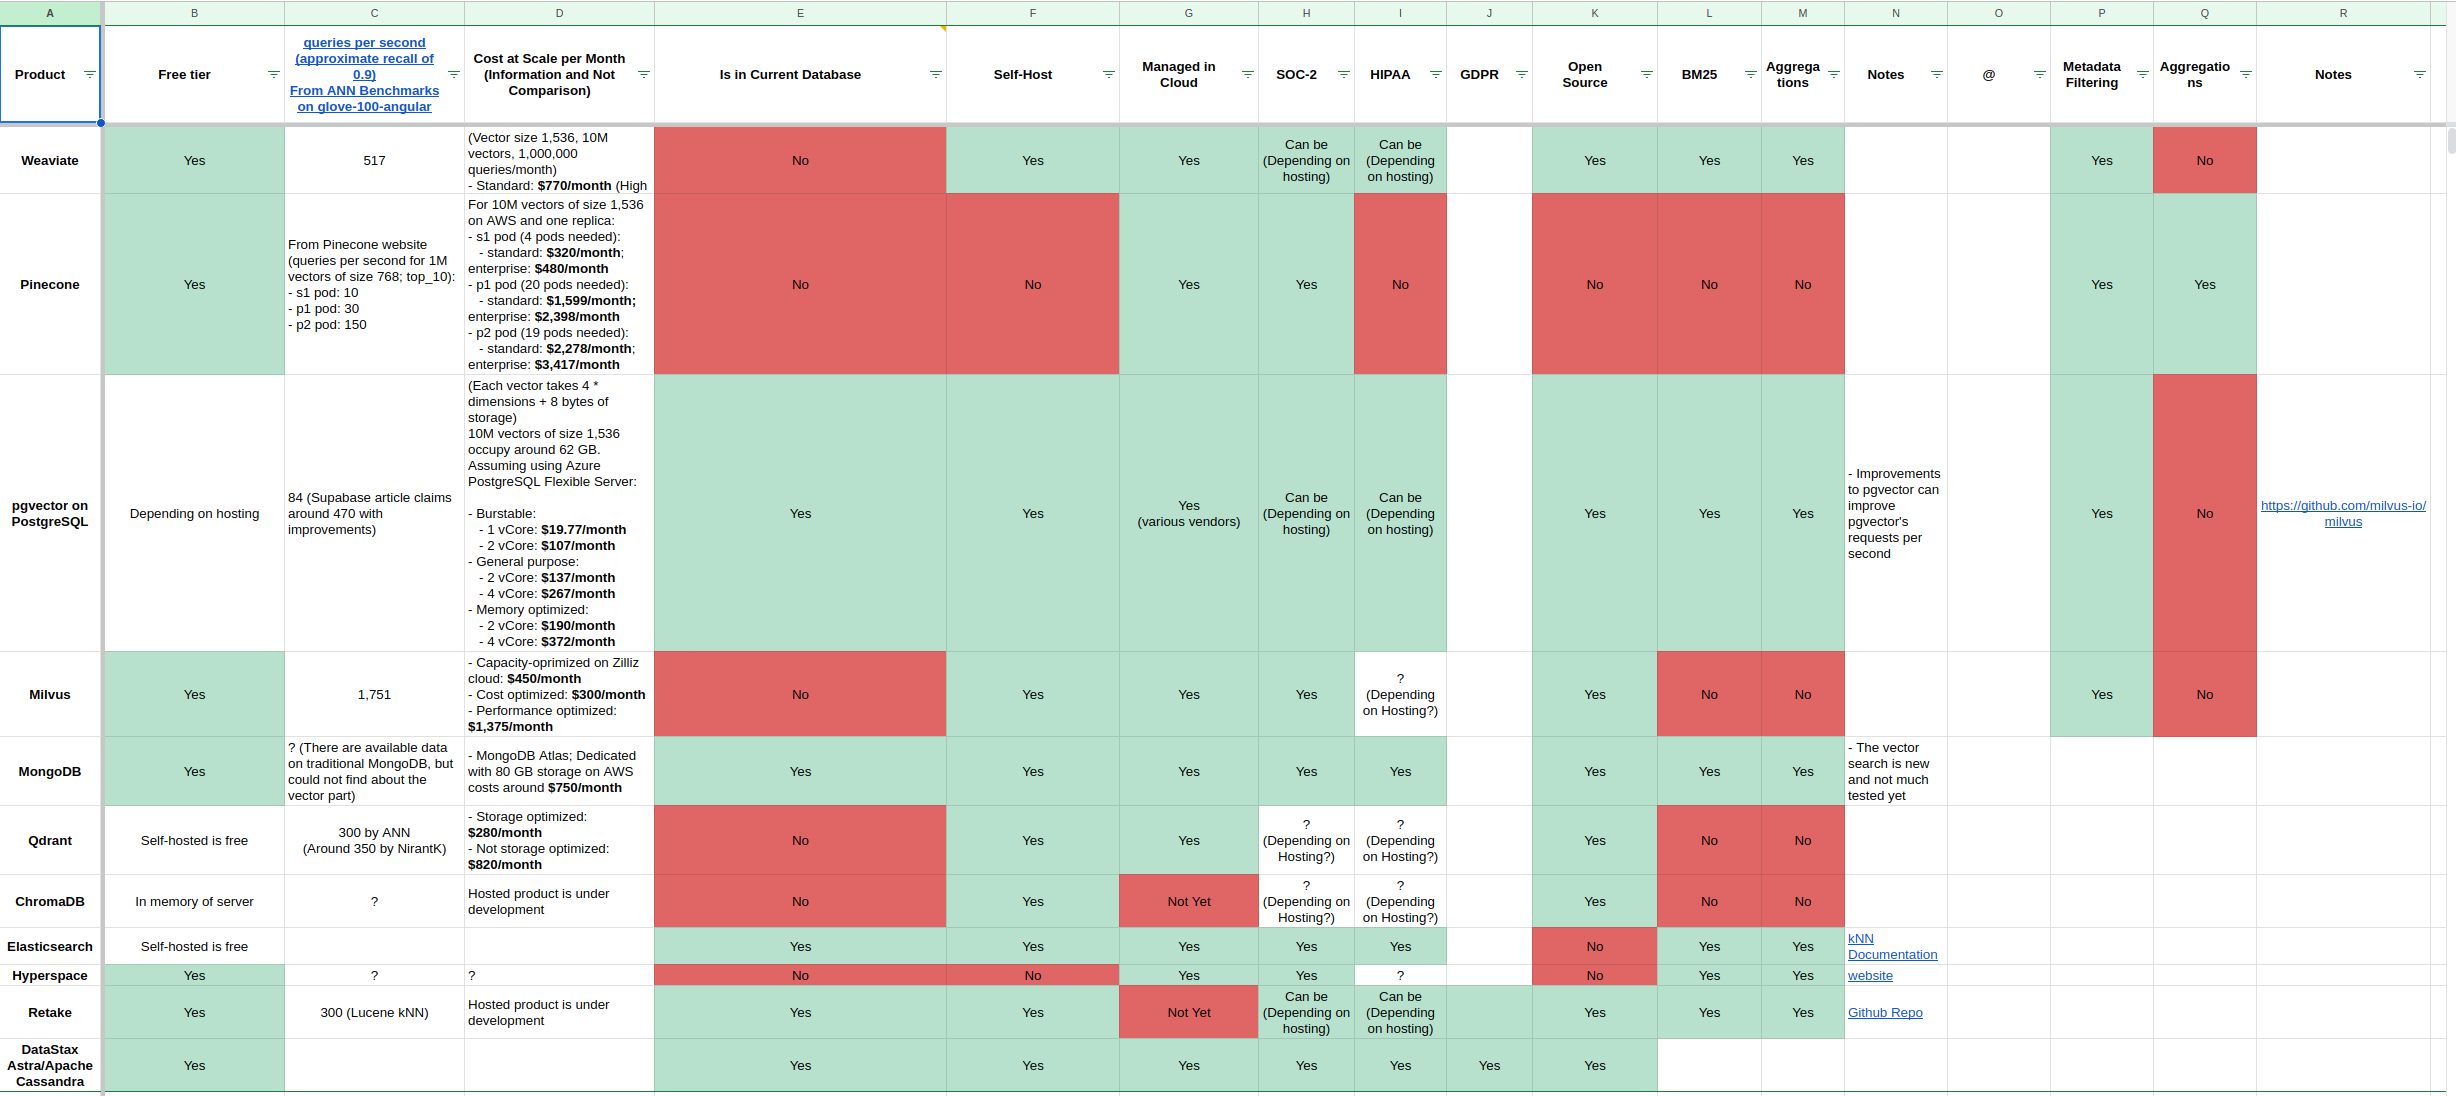 A B C D E F G H I J K L M N O P Q R
Product
Free tier
queries per second
(approximate recall of
0.9)
From ANN Benchmarks
on glove-100-angular
Cost at Scale per Month
(Information and Not
Comparison)
Is in Current Database
Self-Host
Managed in
Cloud
SOC-2
HIPAA
GDPR
Open
Source
BM25
Aggrega
tions
Notes
@
Metadata
Filtering
Aggregatio
ns
Notes
Weaviate
Yes
517
(Vector size 1,536, 10M
vectors, 1,000,000
queries/month)
- Standard: $770/month (High
No
Yes
Yes
Can be
(Depending on
hosting)
Can be
(Depending
on hosting)
Yes
Yes
Yes
Yes
No
Pinecone
Yes
From Pinecone website
(queries per second for 1M
vectors of size 768; top_10):
- s1 pod: 10
- p1 pod: 30
- p2 pod: 150
For 10M vectors of size 1,536
on AWS and one replica:
- s1 pod (4 pods needed):
- standard: $320/month;
enterprise: $480/month
- p1 pod (20 pods needed):
- standard: $1,599/month;
enterprise: $2,398/month
- p2 pod (19 pods needed):
- standard: $2,278/month;
enterprise: $3,417/month
No
No
Yes
Yes
No
No
No
No
Yes
Yes
pgvector on
PostgreSQL
Depending on hosting
84 (Supabase article claims
around 470 with
improvements)
(Each vector takes 4 *
dimensions + 8 bytes of
storage)
10M vectors of size 1,536
occupy around 62 GB.
Assuming using Azure
PostgreSQL Flexible Server:
- Burstable:
- 1 vCore: $19.77/month
- 2 vCore: $107/month
- General purpose:
- 2 vCore: $137/month
- 4 vCore: $267/month
- Memory optimized:
- 2 vCore: $190/month
- 4 vCore: $372/month
Yes
Yes
Yes
(various vendors)
Can be
(Depending on
hosting)
Can be
(Depending
on hosting)
Yes
Yes
Yes
- Improvements
to pgvector can
improve
pgvector's
requests per
second
Yes
No
https://github.com/milvus-io/
milvus
Milvus
Yes
1,751
- Capacity-oprimized on Zilliz
cloud: $450/month
- Cost optimized: $300/month
- Performance optimized:
$1,375/month
No
Yes
Yes
Yes
?
(Depending
on Hosting?)
Yes
No
No
Yes
No
MongoDB
Yes
? (There are available data
on traditional MongoDB, but
could not find about the
vector part)
- MongoDB Atlas; Dedicated
with 80 GB storage on AWS
costs around $750/month
Yes
Yes
Yes
Yes
Yes
Yes
Yes
Yes
- The vector
search is new
and not much
tested yet
Qdrant
Self-hosted is free
300 by ANN
(Around 350 by NirantK)
- Storage optimized:
$280/month
- Not storage optimized:
$820/month
No
Yes
Yes
?
(Depending on
Hosting?)
?
(Depending
on Hosting?)
Yes
No
No
ChromaDB
In memory of server
?
Hosted product is under
development
No
Yes
Not Yet
?
(Depending on
Hosting?)
?
(Depending
on Hosting?)
Yes
No
No
Elasticsearch
Self-hosted is free
Yes
Yes
Yes
Yes
Yes
No
Yes
Yes
kNN
Documentation
Hyperspace
Yes
?
?
No
No
Yes
Yes
?
No
Yes
Yes
website
Retake
Yes
300 (Lucene kNN)
Hosted product is under
development
Yes
Yes
Not Yet
Can be
(Depending on
hosting)
Can be
(Depending
on hosting)
Yes
Yes
Yes
Github Repo
DataStax
Astra/Apache
Cassandra
Yes
Yes
Yes
Yes
Yes
Yes
Yes
Yes